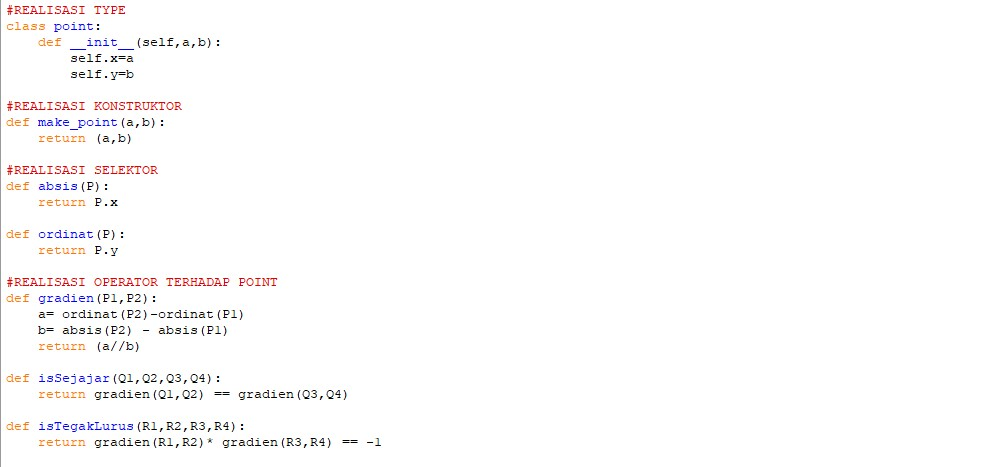 #REALISASI TYPE
class point:
    def __init__(self,a,b):
        self.x=a
        self.y=b
#REALISASI KONSTRUKTOR
def make_point(a,b):
    return (a,b)
#REALISASI SELEKTOR
def absis(P):
    return P.x
def ordinat(P):
    return P.y
#REALISASI OPERATOR TERHADAP POINT
def gradien(P1,P2):
    a= ordinat(P2)-ordinat(P1)
    b= absis(P2) - absis(P1)
    return (a//b)
def isSejajar(Q1,Q2,Q3,Q4):
    return gradien(Q1,Q2) == gradien(Q3,Q4)
def isTegakLurus(R1,R2,R3,R4):
    return gradien(R1,R2)* gradien(R3,R4) == -1